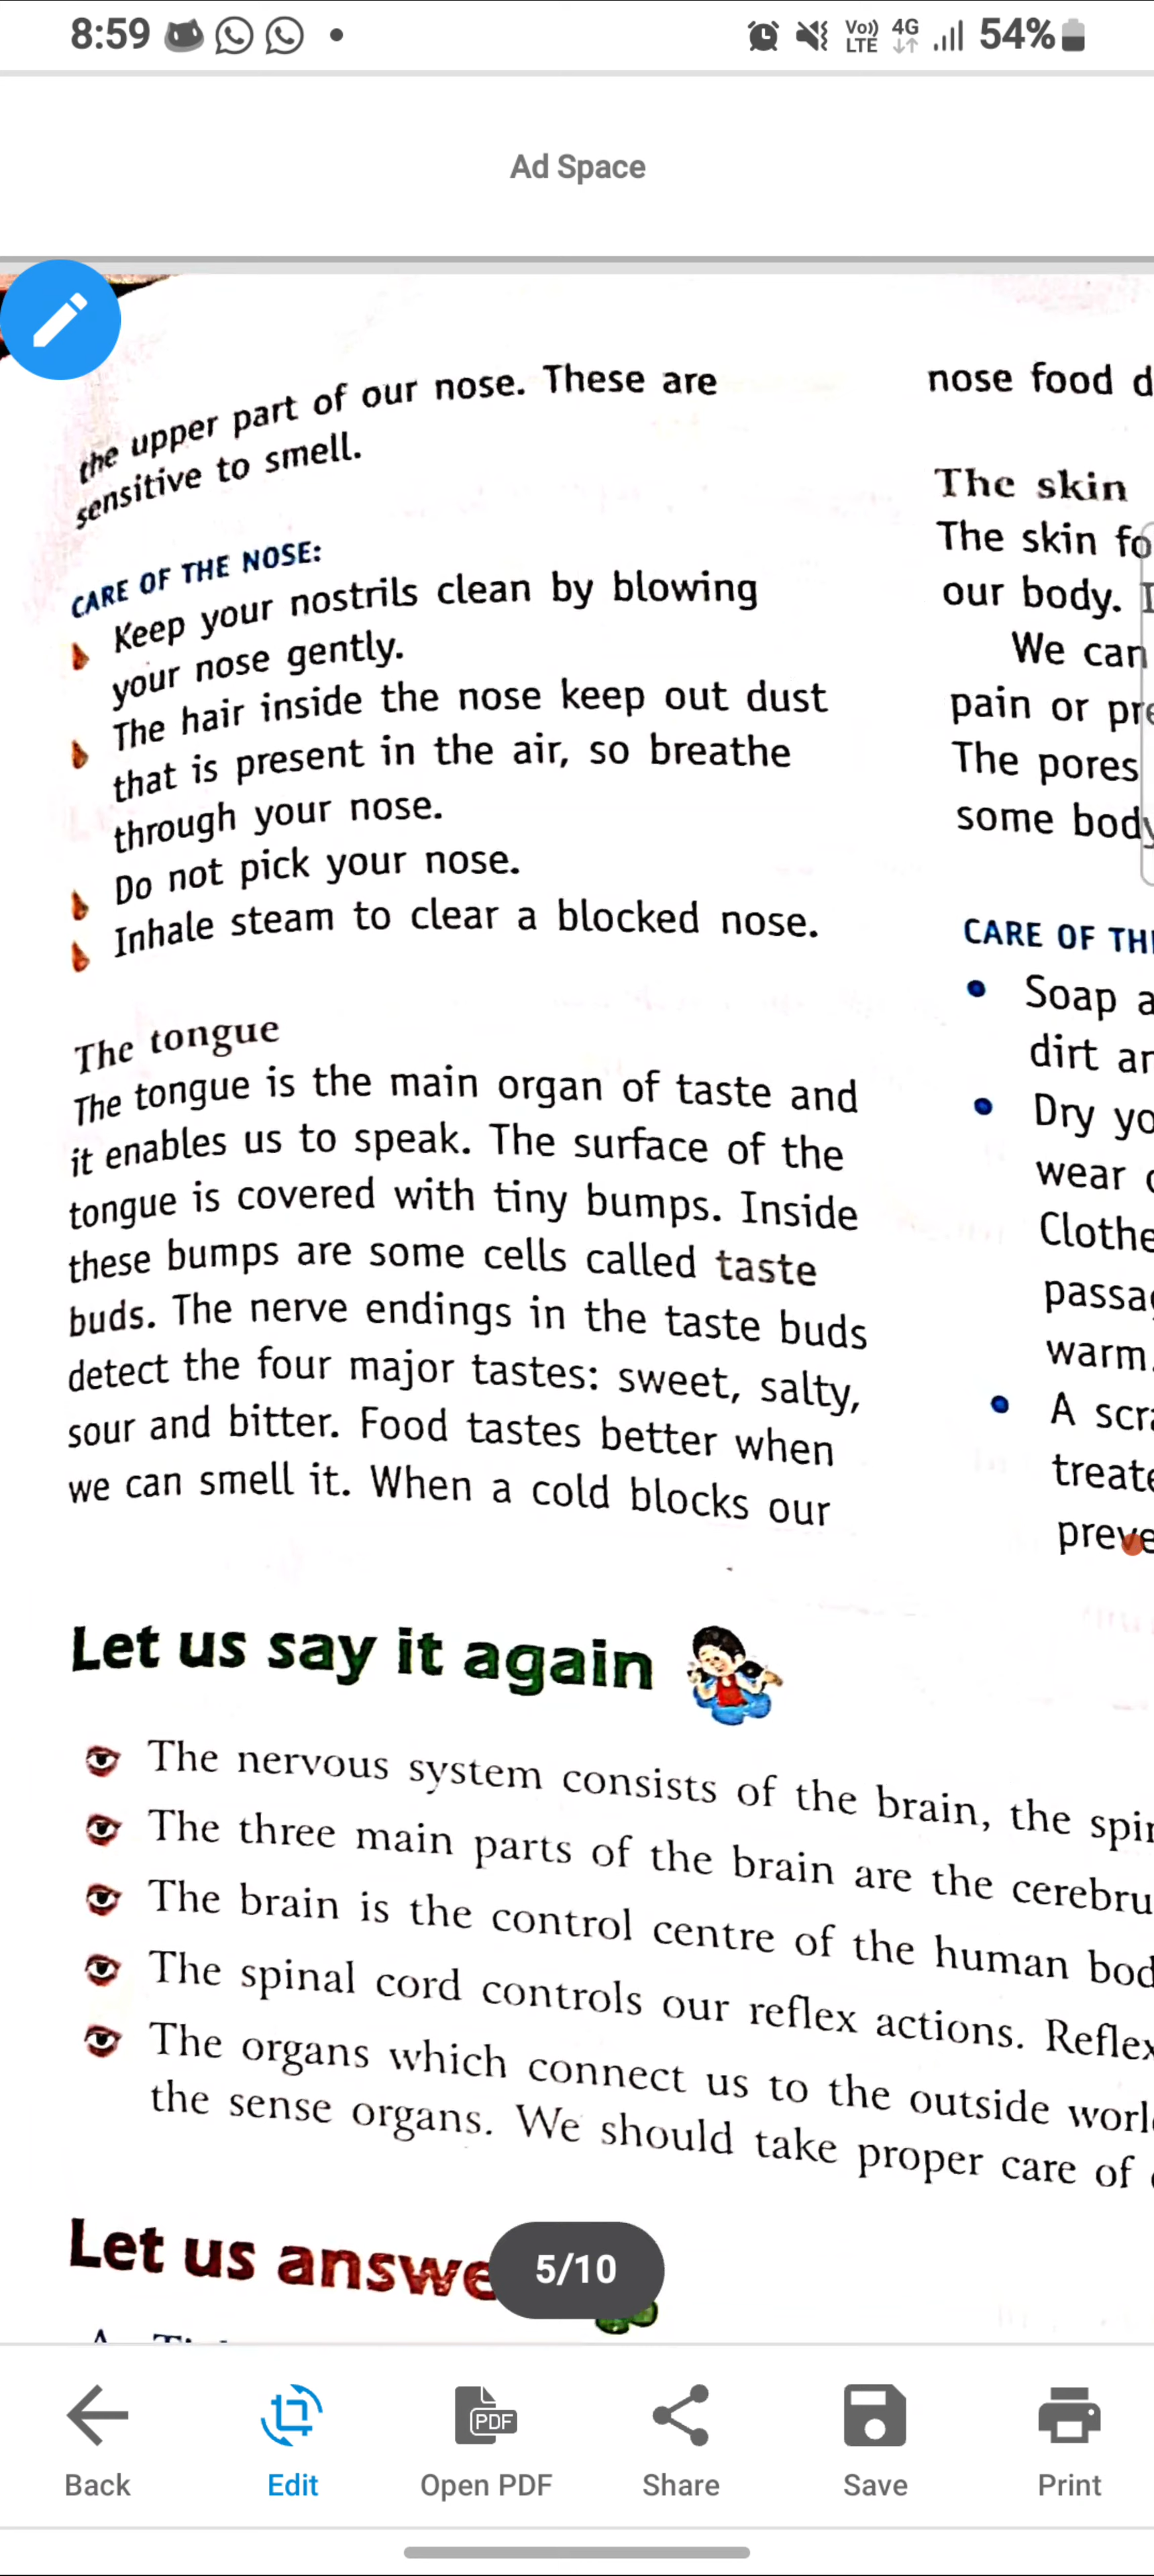 8:59
Vo)) LTE 4G 54%
Ad Space
the upper part of our nose. These are
sensitive to smell.
CARE OF THE NOSE:
Keep your nostrils clean by blowing
your nose gently.
The hair inside the nose keep out dust
that is present in the air, so breathe
through your nose.
Do not pick your nose.
Inhale steam to clear a blocked nose.
The tongue
The tongue is the main organ of taste and
it enables us to speak. The surface of the
tongue is covered with tiny bumps. Inside
these bumps are some cells called taste
buds. The nerve endings in the taste buds
detect the four major tastes: sweet, salty,
sour and bitter. Food tastes better when
we can smell it. When a cold blocks our
nose food
The skin
The skin
our body.
We can
pain or
The pores
some
CARE OF
Soap
dirt
Dry
wear
warm.
A
Let us say it again
The nervous system consists of the brain, the
The three main parts of the brain are the
The brain is the control centre of the human
The spinal cord controls our reflex actions.
The organs which connect us to the outside
the sense organs. We should take proper care of
Let us
5/10
Back Edit Open PDF Share Save Print